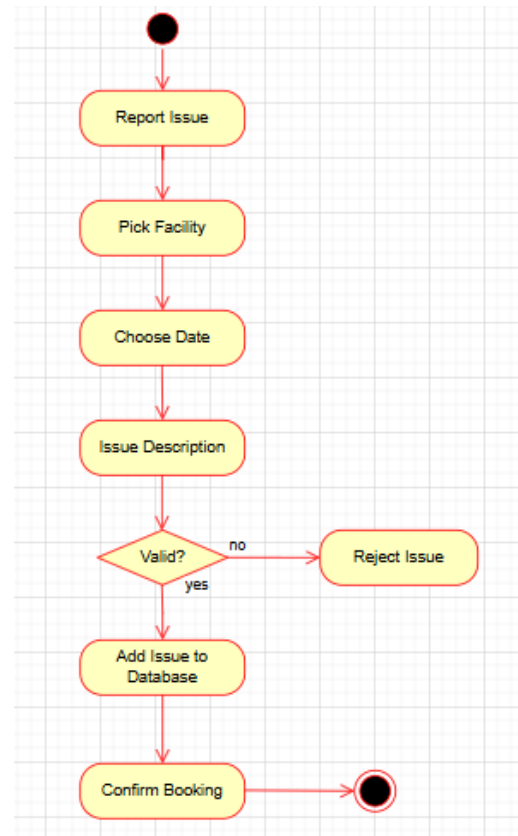 Report Issue
Pick Facility
Choose Date
Issue Description
Valid?
no
Reject Issue
yes
Add Issue to
Database
Confirm Booking